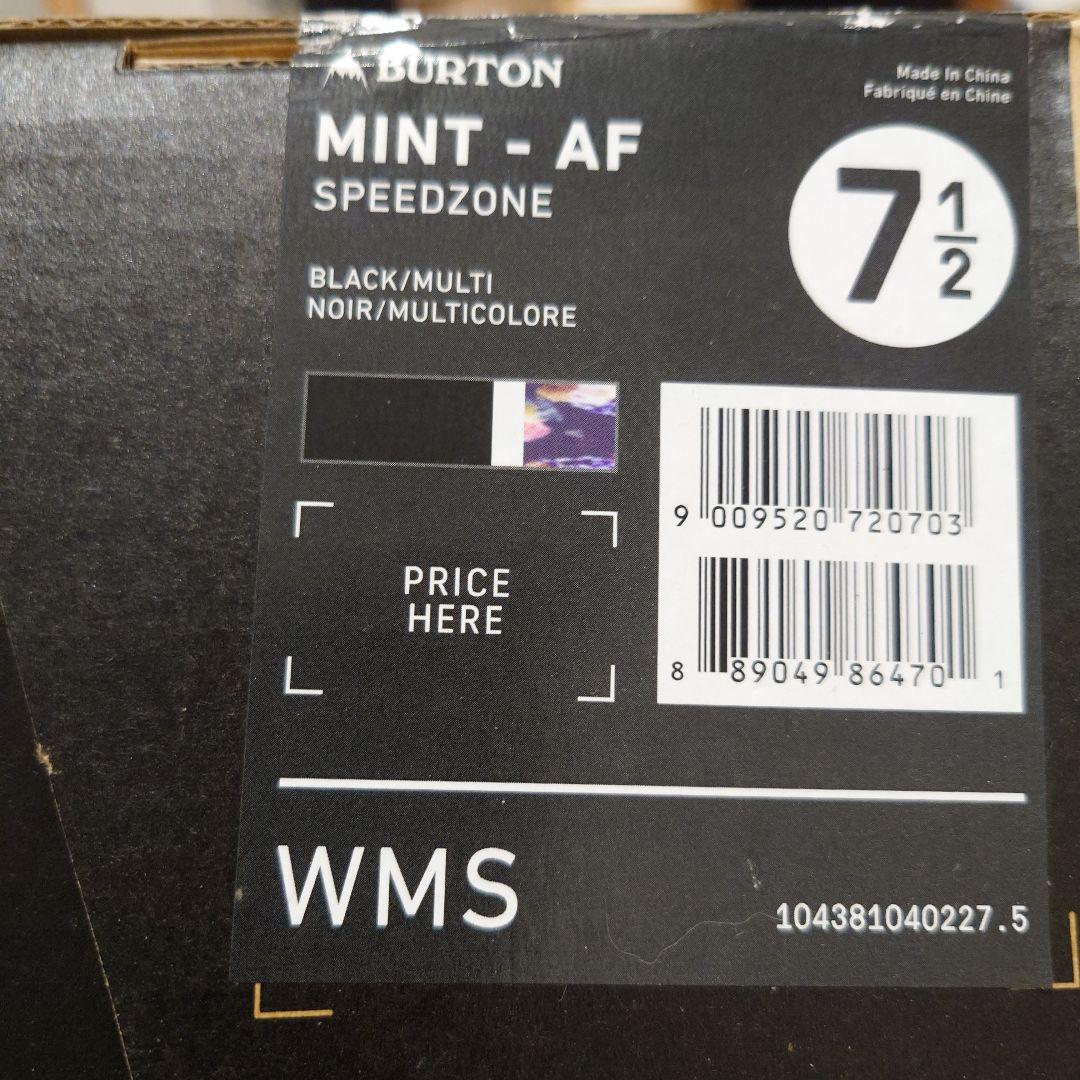 BURTON
Made In China
Fabriqué en Chine
MINT - AF
SPEEDZONE
7 1/2
BLACK/MULTI
NOIR/MULTICOLORE
9 009520 720703
PRICE
HERE
8 89049 86470 1
WMS
104381040227.5